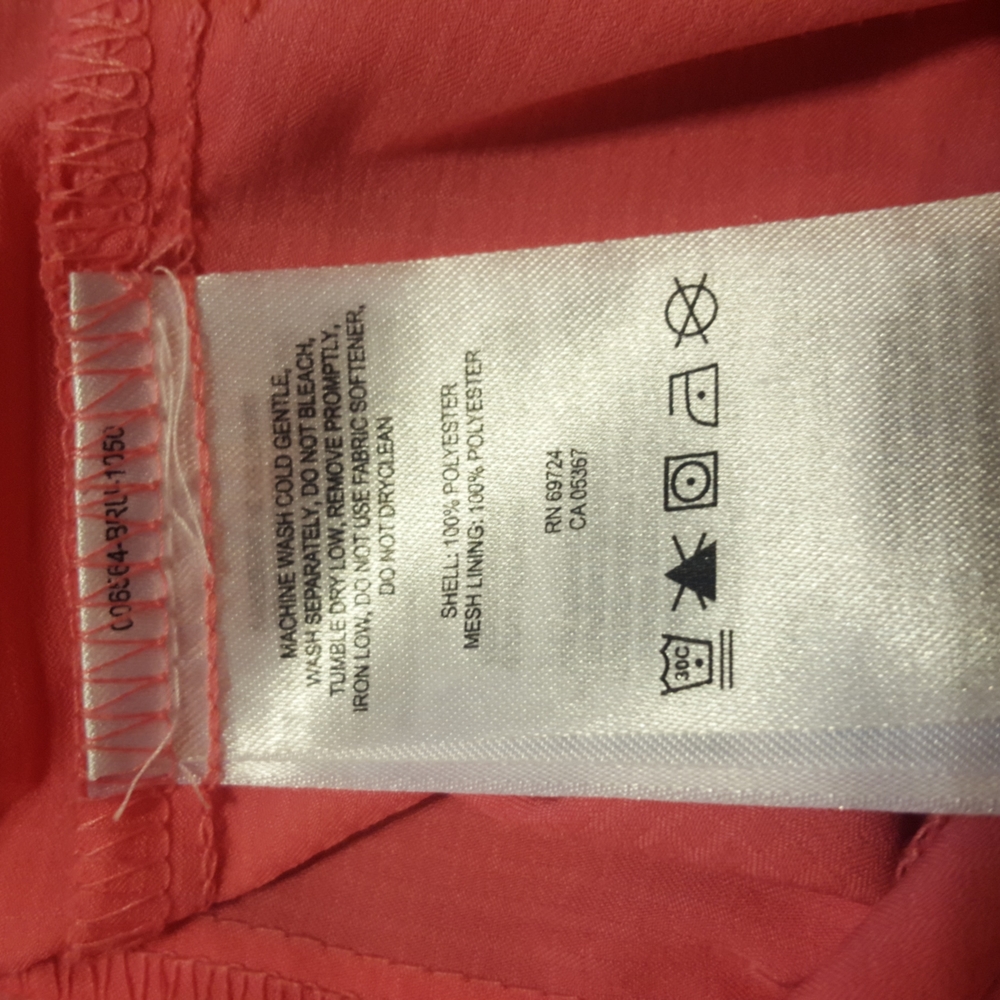 MACHINE WASH COLD GENTLE,
WASH SEPARATELY, DO NOT BLEACH,
TUMBLE DRY LOW, REMOVE PROMPTLY,
IRON LOW, DO NOT USE FABRIC SOFTENER,
DO NOT DRYCLEAN
SHELL: 100% POLYESTER
MESH LINING: 100% POLYESTER
RN 69724
CA 05367
30C